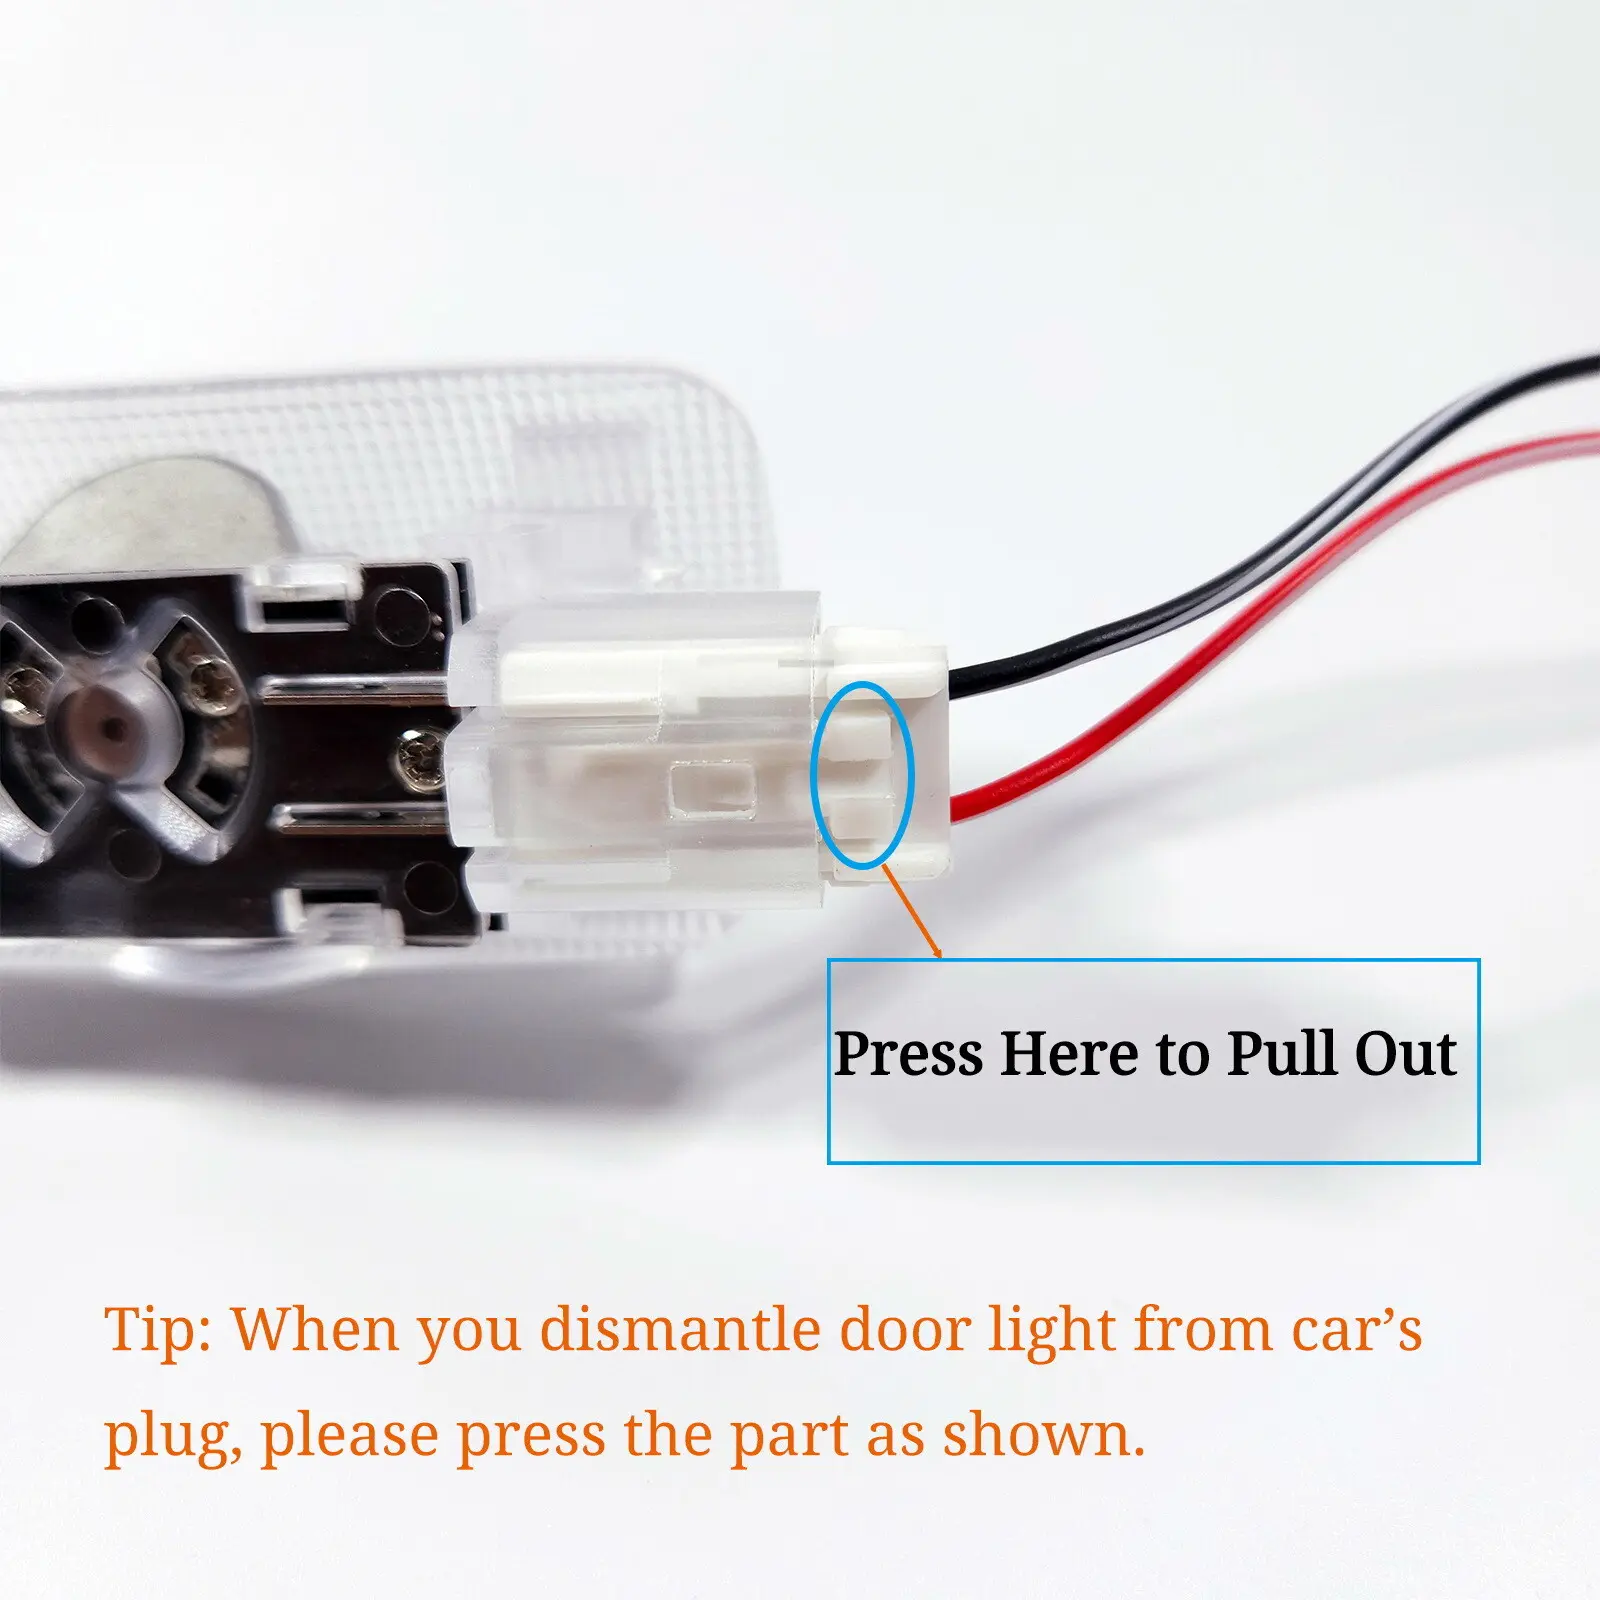 Press Here to Pull Out
Tip: When you dismantle door light from car’s
plug, please press the part as shown.